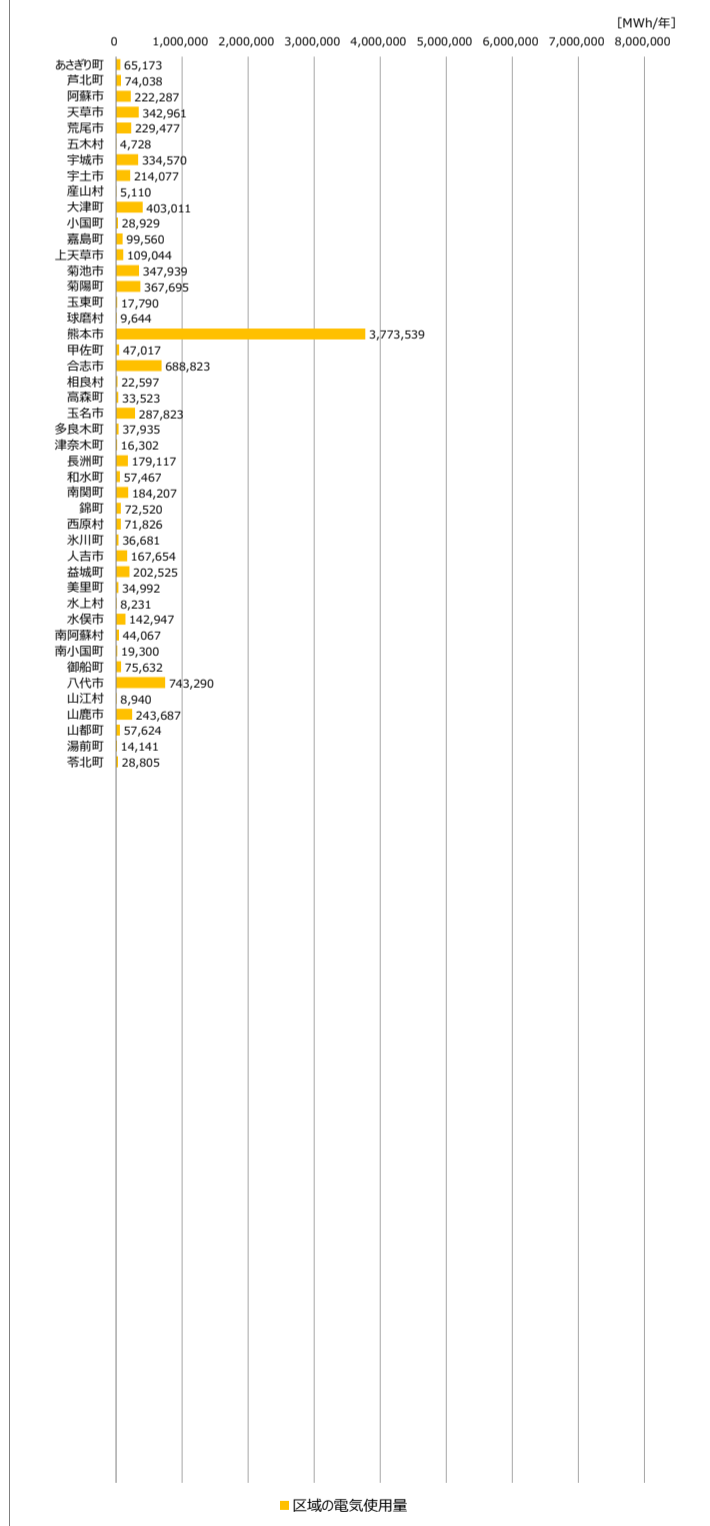 [MWh/年]
0 1,000,000 2,000,000 3,000,000 4,000,000 5,000,000 6,000,000 7,000,000 8,000,000
あさぎり町 65,173
芦北町 74,038
阿蘇市 222,287
天草市 342,961
荒尾市 229,477
五木村 4,728
宇城市 334,570
宇土市 214,077
産山村 5,110
大津町 403,011
小国町 28,929
嘉島町 99,560
上天草市 109,044
菊池市 347,939
菊陽町 367,695
玉東町 17,790
球磨村 9,644
熊本市 3,773,539
甲佐町 47,017
合志市 688,823
相良村 22,597
高森町 33,523
玉名市 287,823
多良木町 37,935
津奈木町 16,302
長洲町 179,117
和水町 57,467
南関町 184,207
錦町 72,520
西原村 71,826
氷川町 36,681
人吉市 167,654
益城町 202,525
美里町 34,992
水上村 8,231
水俣市 142,947
南阿蘇村 44,067
南小国町 19,300
御船町 75,632
八代市 743,290
山江村 8,940
山鹿市 243,687
山都町 57,624
湯前町 14,141
苓北町 28,805
区域の電気使用量